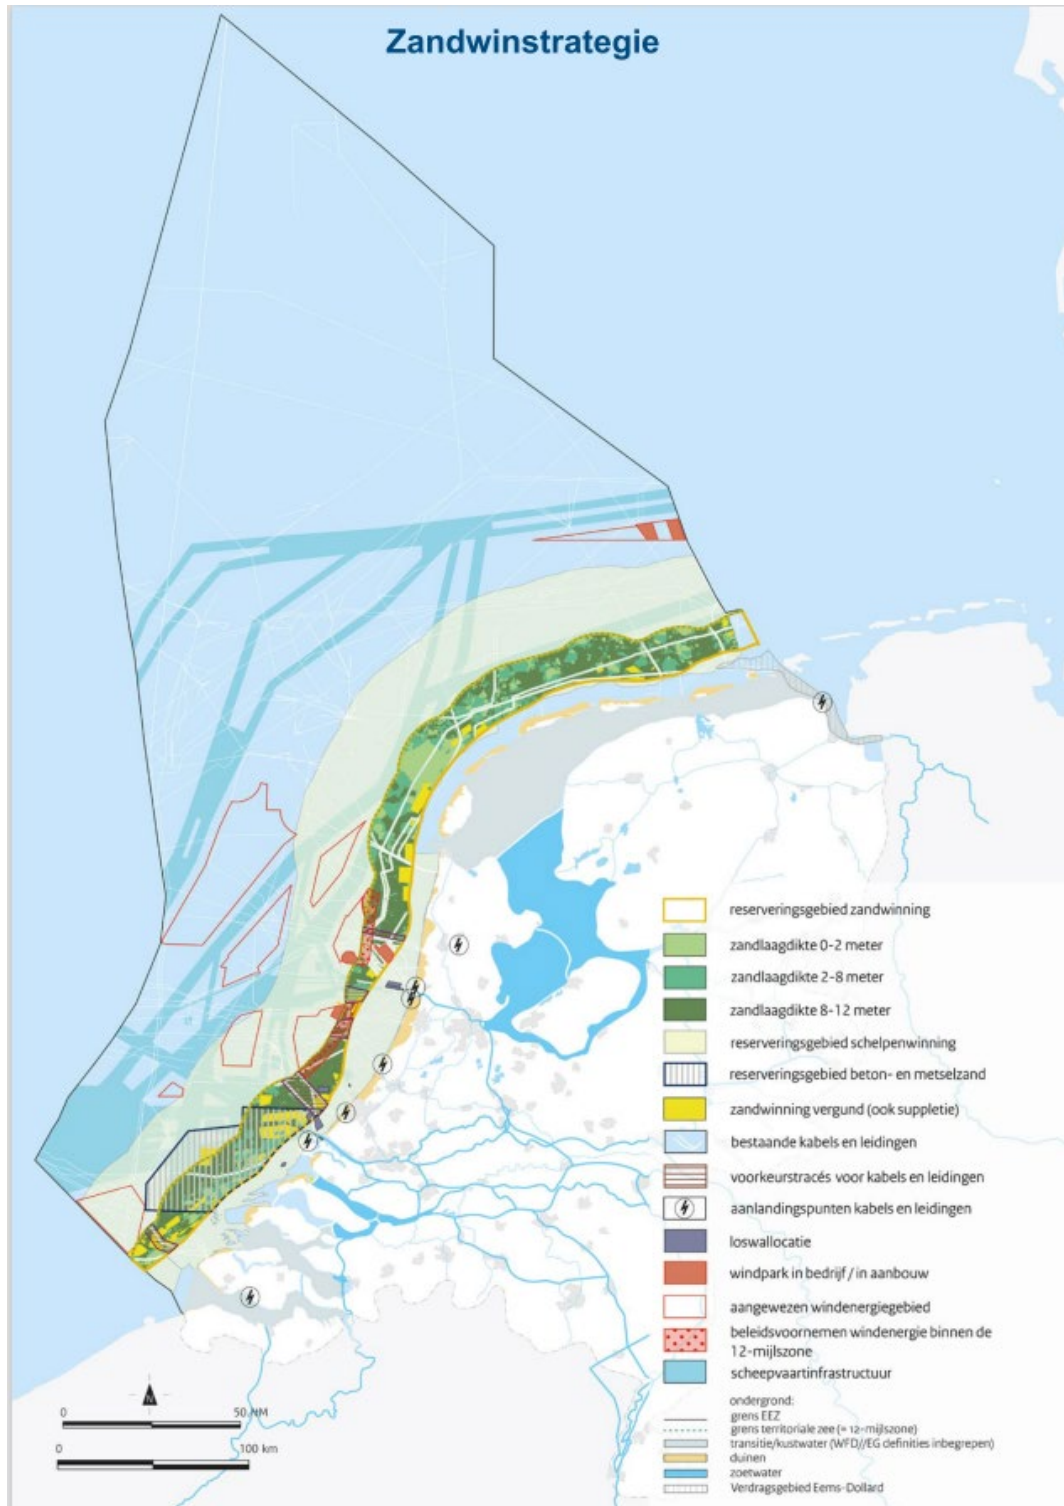 Zandwinstrategie
reserveringsgebied zandwinning
zandlaagdikte 0-2 meter
zandlaagdikte 2-8 meter
zandlaagdikte 8-12 meter
reserveringsgebied schelpenwinning
reserveringsgebied beton- en metselzand
zandwinning vergund (ook suppletie)
bestaande kabels en leidingen
voorkeurstracés voor kabels en leidingen
aanlandingspunten kabels en leidingen
loswallocatie
windpark in bedrijf / in aanbouw
aangewezen windenergiegebied
beleidsvoornemen windenergie binnen de
12-mijlszone
scheepvaartinfrastructuur
ondergrond:
grens EEZ
grens territoriale zee (= 12-mijlszone)
transitie/kustwater (WFD//EG definities inbegrepen)
duinen
zoetwater
Verdragsgebied Eems-Dollard
N
0 50 NM
0 100 km